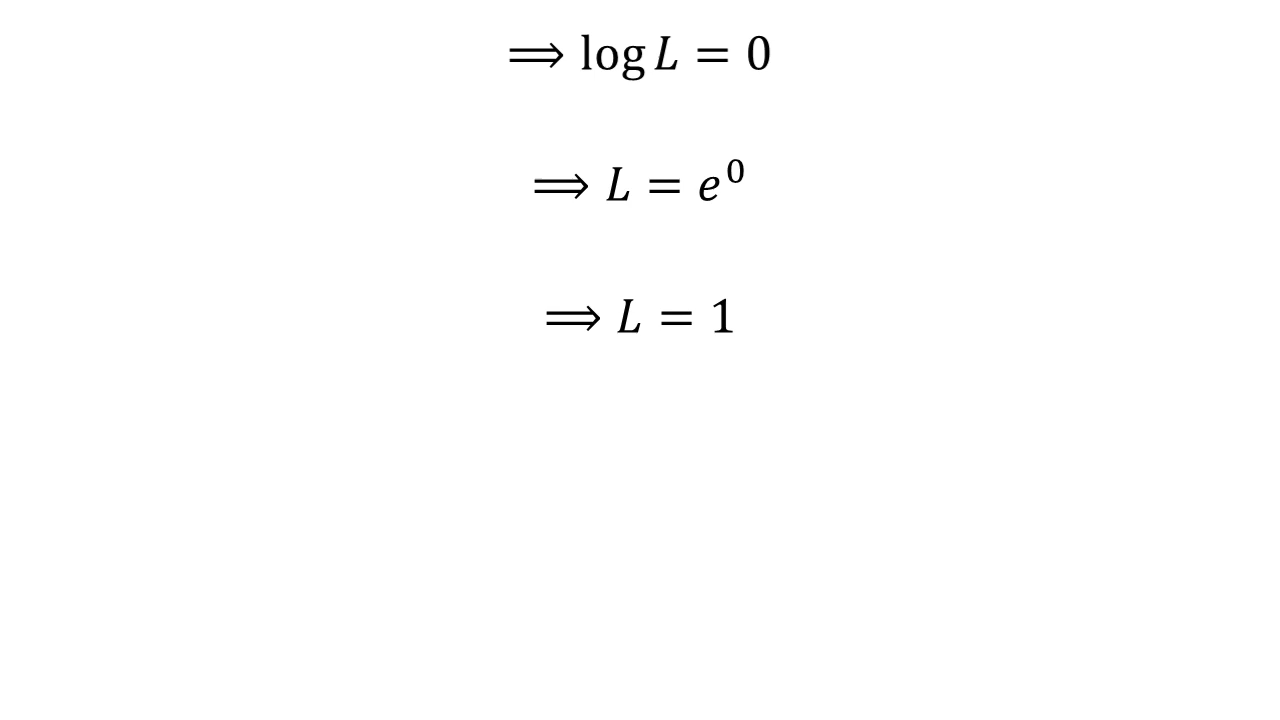 ⟹ log L = 0
⟹ L = e⁰
⟹ L = 1